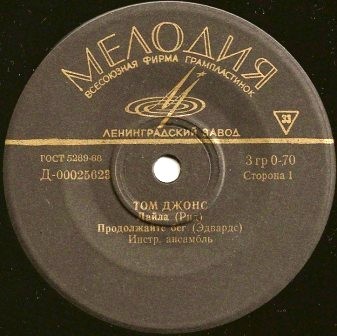 МЕЛОДИЯ
ВСЕСОЮЗНАЯ ФИРМА ГРАМПЛАСТИНОК
ЛЕНИНГРАДСКИЙ ЗАВОД
33
ГОСТ 5289-68
3 гр 0-70
Д-00025623
Сторона 1
ТОМ ДЖОНС
Лайла (Рид)
Продолжайте бег (Эдвардс)
Инстр. ансамбль